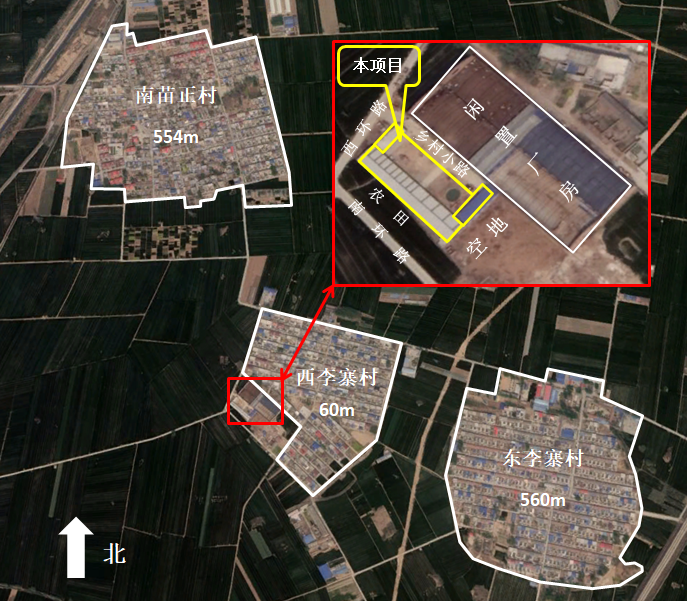 南苗正村
554m
本项目
西环路
乡村小路
闲置厂房
农田
南环路
空地
西李寨村
60m
东李寨村
560m
北